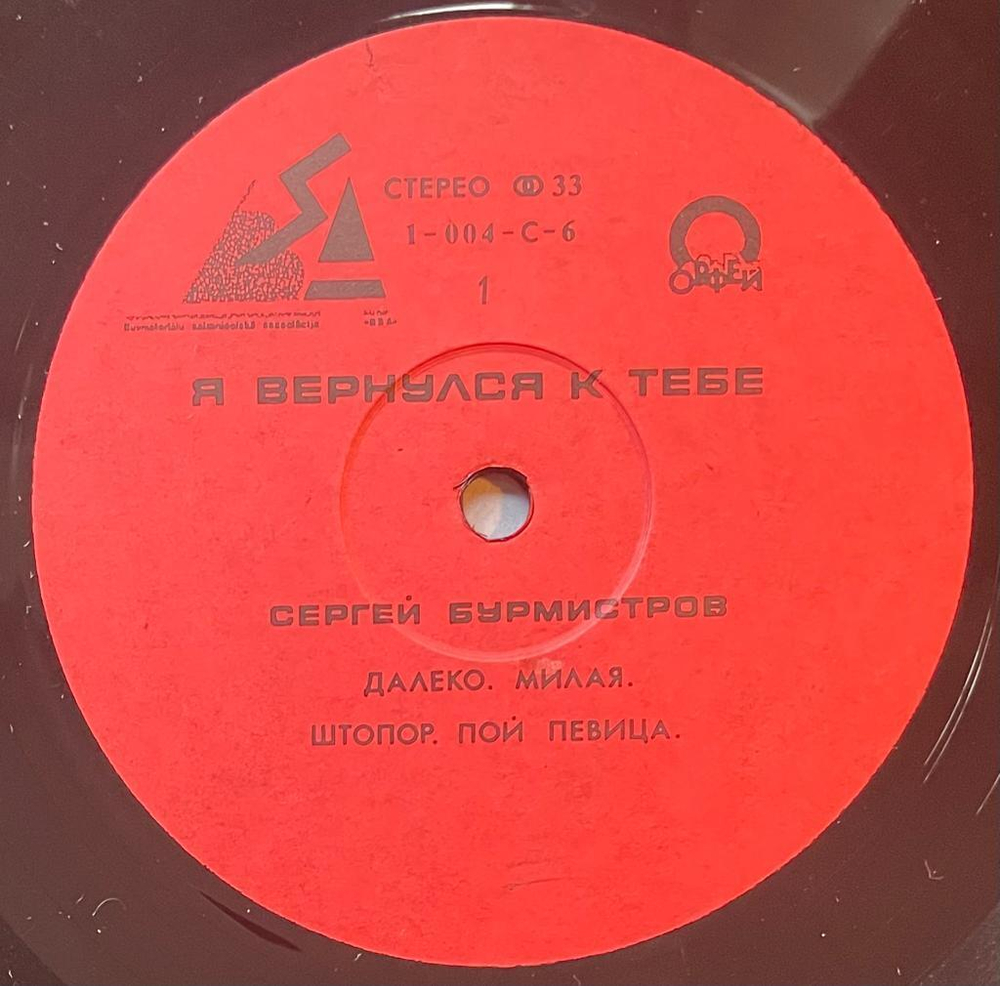 СТЕРЕО 33
1-004-С-6
1
ОРФЕЙ
Я ВЕРНУЛСЯ К ТЕБЕ
СЕРГЕЙ БУРМИСТРОВ
ДАЛЕКО. МИЛАЯ.
ШТОПОР. ПОЙ ПЕВИЦА.